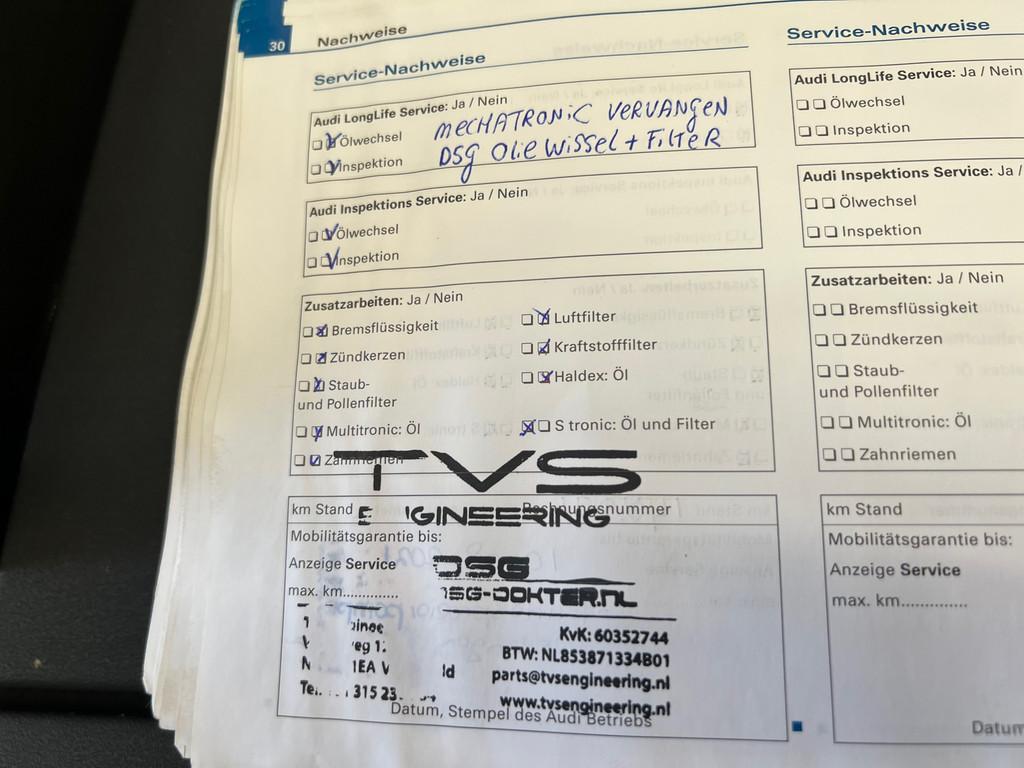 30
Nachweise
Service-Nachweise
Audi LongLife Service: Ja / Nein
Ölwechsel
Inspektion
MECHATRONIC VERVANGEN
DSG OLIE WISSEL + FILTER
Audi Inspektions Service: Ja / Nein
Ölwechsel
Inspektion
Zusatzarbeiten: Ja / Nein
Bremsflüssigkeit
Luftfilter
Zündkerzen
Kraftstofffilter
Staub-
und Pollenfilter
Haldex: Öl
Multitronic: Öl
S tronic: Öl und Filter
Zahnriemen
TVS
km Stand
Rechnungsnummer
GINEERING
Mobilitätsgarantie bis:
Anzeige Service
DSG
max. km..............
KvK: 60352744
BTW: NL853871334B01
parts@tvsengineering.nl
315 23
www.tvsengineering.nl
Datum, Stempel des Audi Betriebs
Service-Nachweise
Audi LongLife Service: Ja / Nein
Ölwechsel
Inspektion
Audi Inspektions Service: Ja /
Ölwechsel
Inspektion
Zusatzarbeiten: Ja / Nein
Bremsflüssigkeit
Zündkerzen
Staub-
und Pollenfilter
Multitronic: Öl
Zahnriemen
km Stand
Mobilitätsgarantie bis:
Anzeige Service
max. km..............
Datum